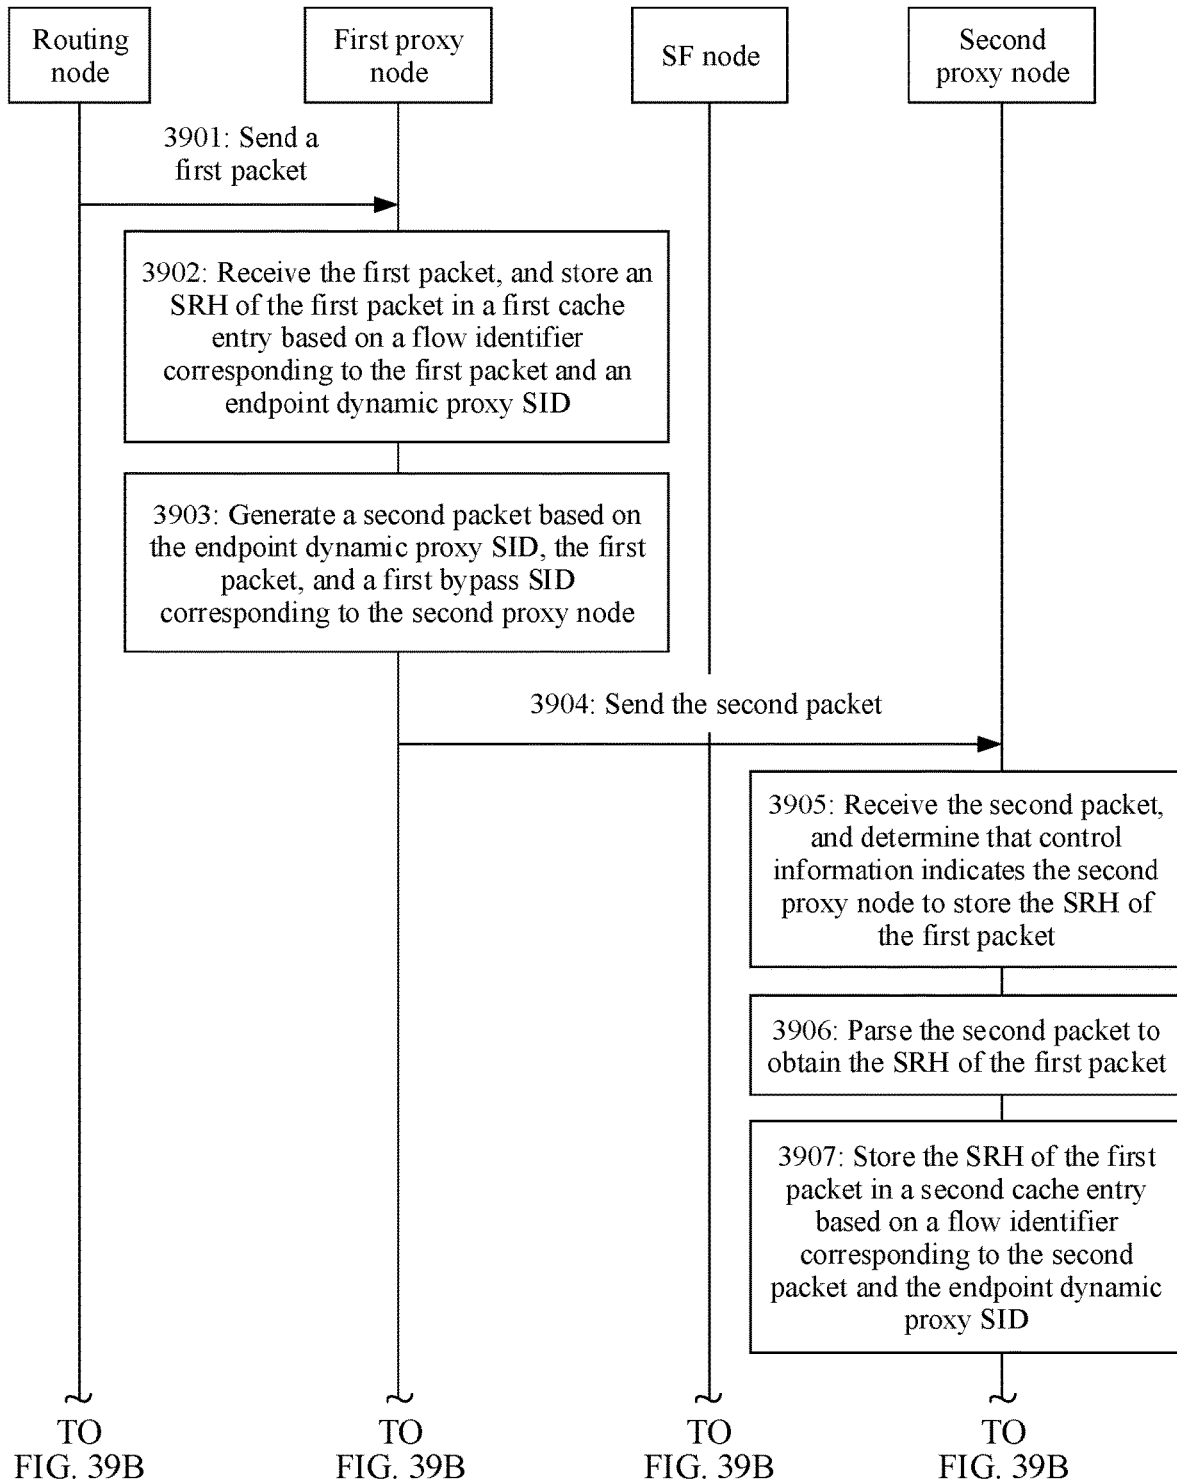 Routing
node
First proxy
node
SF node
Second
proxy node
3901: Send a
first packet
3902: Receive the first packet, and store an
SRH of the first packet in a first cache
entry based on a flow identifier
corresponding to the first packet and an
endpoint dynamic proxy SID
3903: Generate a second packet based on
the endpoint dynamic proxy SID, the first
packet, and a first bypass SID
corresponding to the second proxy node
3904: Send the second packet
3905: Receive the second packet,
and determine that control
information indicates the second
proxy node to store the SRH of
the first packet
3906: Parse the second packet to
obtain the SRH of the first packet
3907: Store the SRH of the first
packet in a second cache entry
based on a flow identifier
corresponding to the second
packet and the endpoint dynamic
proxy SID
TO
FIG. 39B
TO
FIG. 39B
TO
FIG. 39B
TO
FIG. 39B